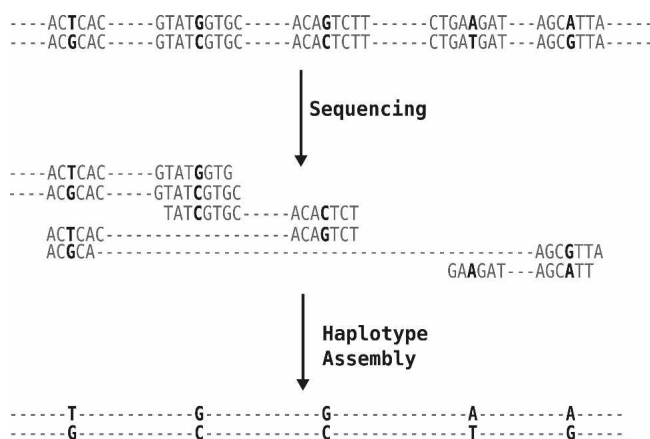 -----ACTCAC-----GTATGGTGC-----ACAGTCTT------CTGAAGAT---AGCATTA-----
-----ACGCAC-----GTATCGTGC-----ACACTCTT------CTGATGAT---AGCGTTA-----
Sequencing
----ACTCAC-----GTATGGTG
----ACGCAC-----GTATCGTGC
TATCGTGC-----ACACTCT
ACTCAC-------------------ACAGTCT
ACGCA---------------------------------------------AGCGTTA
GAAGAT---AGCATT
Haplotype
Assembly
------T------------G------------G--------------A---------A-----
------G------------C------------C--------------T---------G-----